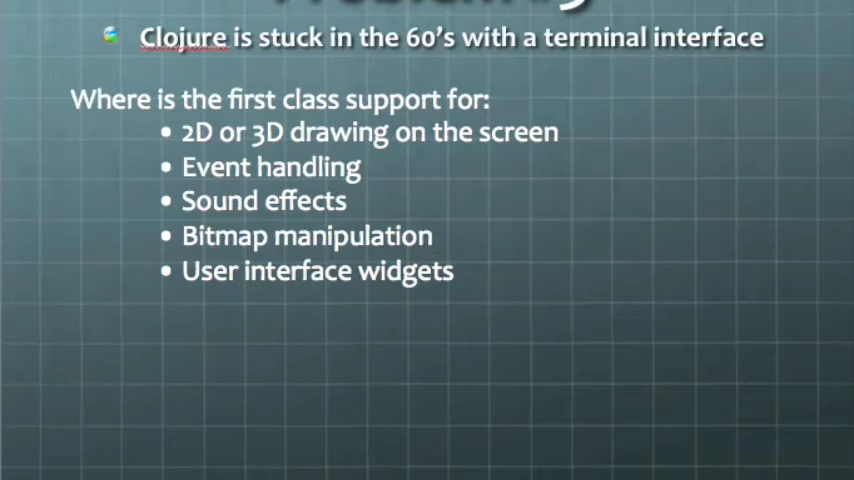 Clojure is stuck in the 60's with a terminal interface
Where is the first class support for:
• 2D or 3D drawing on the screen
• Event handling
• Sound effects
• Bitmap manipulation
• User interface widgets